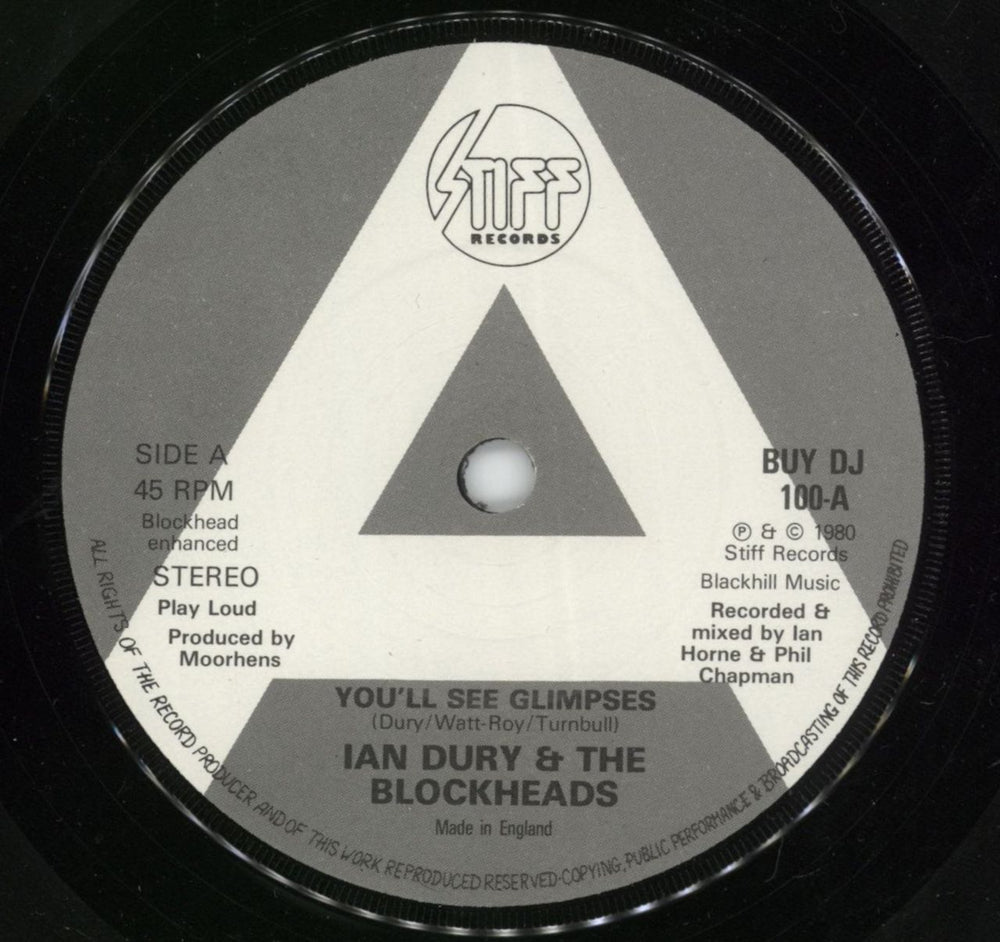 STIFF
RECORDS
SIDE A
45 RPM
Blockhead
enhanced
STEREO
Play Loud
Produced by
Moorhens
BUY DJ
100-A
Ⓟ & © 1980
Stiff Records
Blackhill Music
Recorded &
mixed by Ian
Horne & Phil
Chapman
YOU'LL SEE GLIMPSES
(Dury/Watt-Roy/Turnbull)
IAN DURY & THE
BLOCKHEADS
Made in England
ALL RIGHTS OF THE RECORD PRODUCER AND OF THIS WORK REPRODUCED RESERVED-COPYING, PUBLIC PERFORMANCE & BROADCASTING OF THIS RECORD PROHIBITED